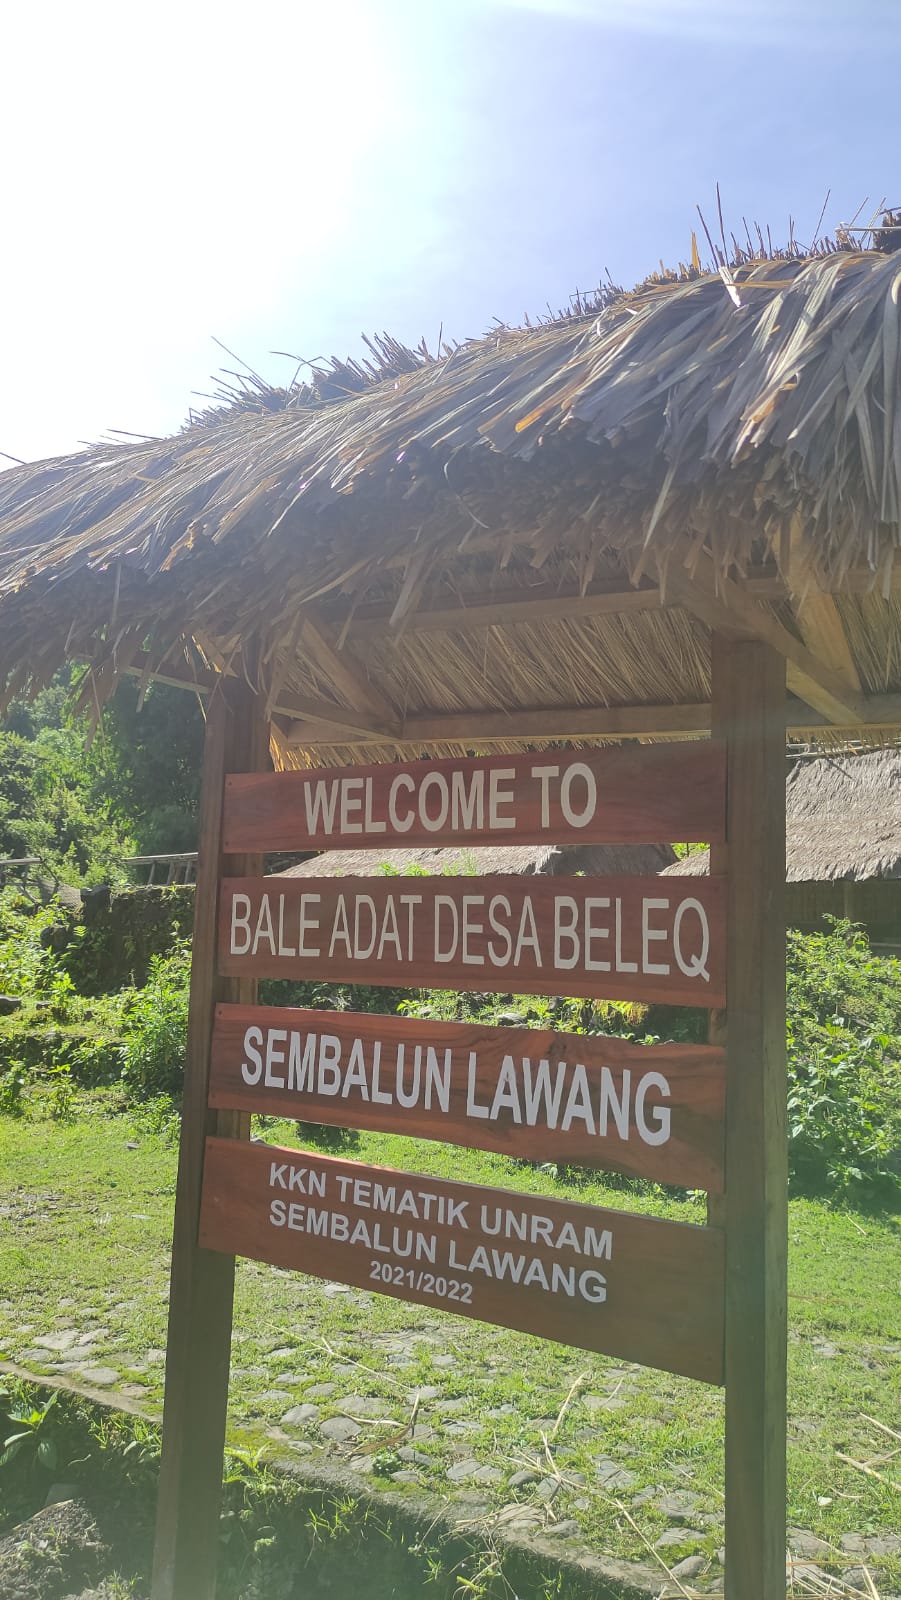 WELCOME TO
BALE ADAT DESA BELEQ
SEMBALUN LAWANG
KKN TEMATIK UNRAM
SEMBALUN LAWANG
2021/2022